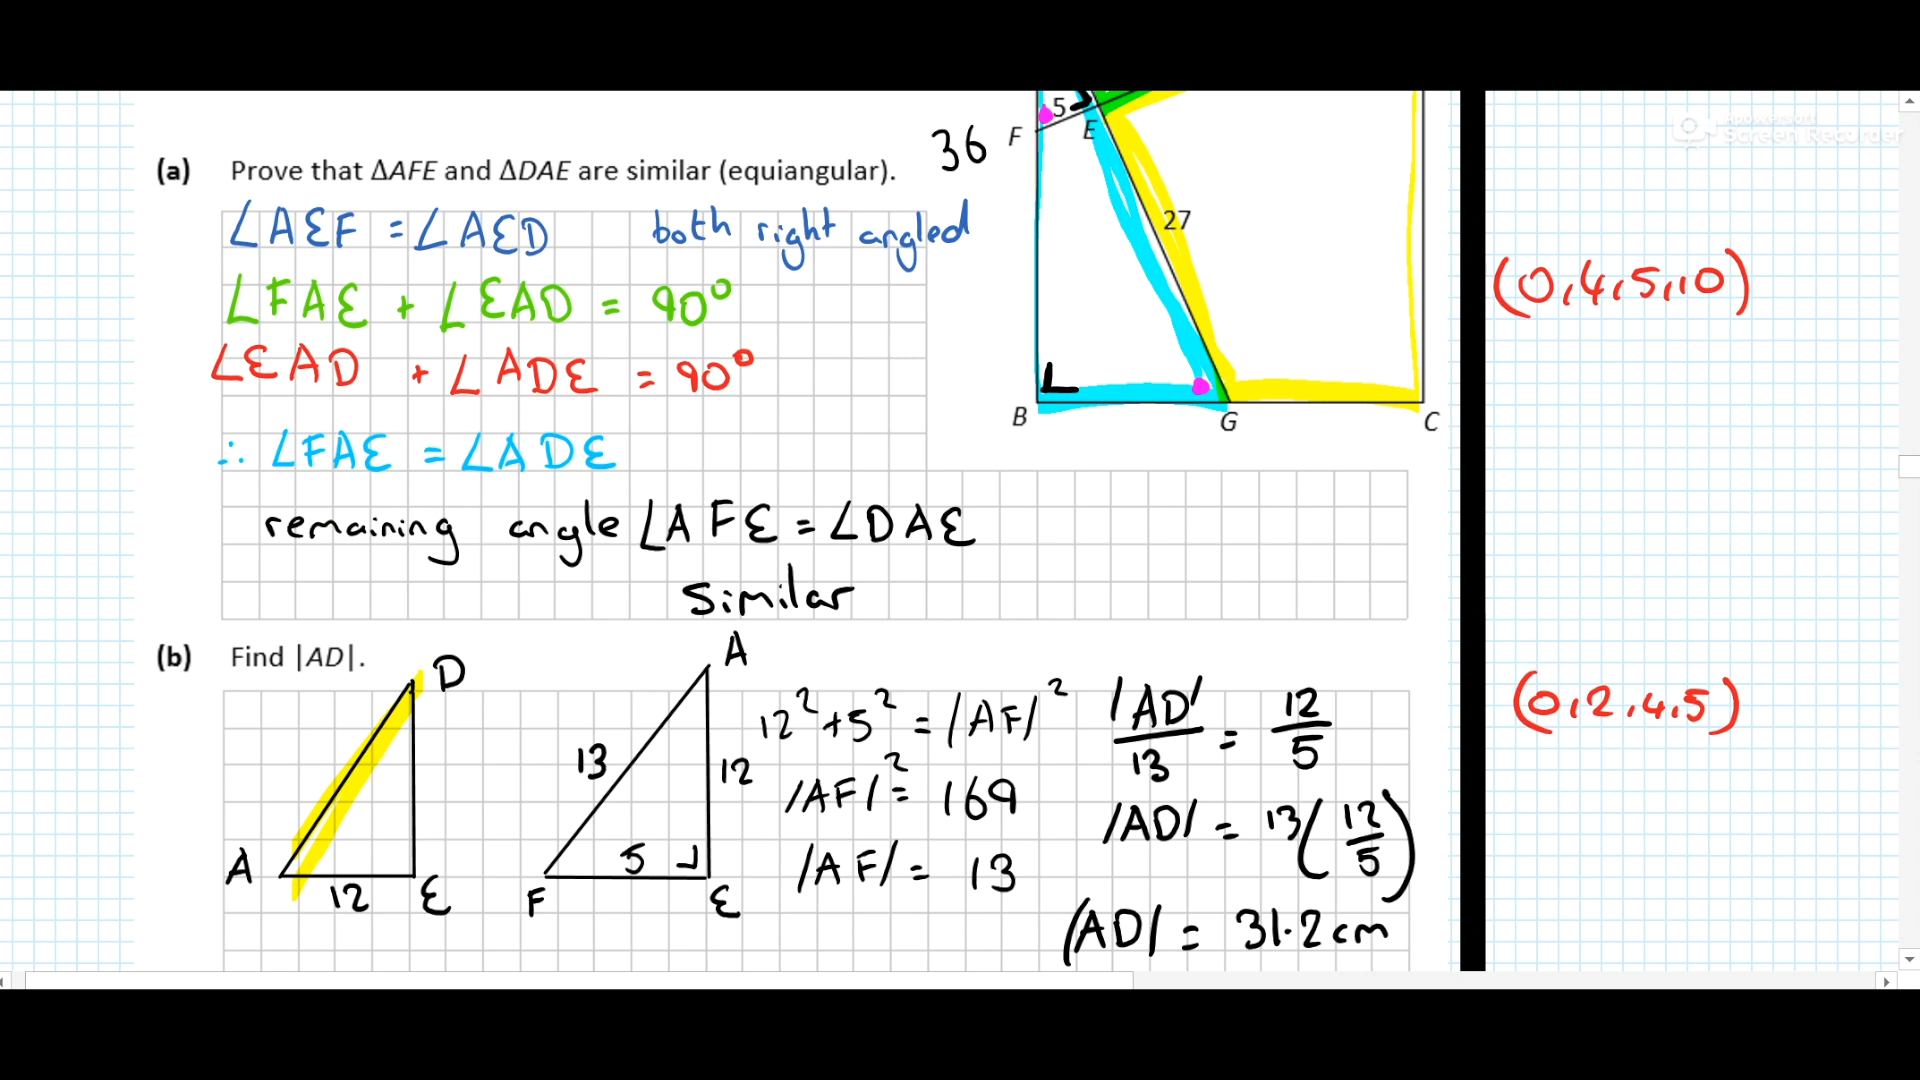 5
F
E
36
(a) Prove that ΔAFE and ΔDAE are similar (equiangular).
27
B
G
C
∠AEF = ∠AED both right angled
∠FAE + ∠EAD = 90°
∠EAD + ∠ADE = 90°
∴ ∠FAE = ∠ADE
remaining angle ∠AFE = ∠DAE
Similar
(0,4,5,10)
(b) Find |AD|.
D
A
12
E
A
13
12
5
F
E
12² + 5² = |AF|²
|AF|² = 169
|AF| = 13
|AD|/13 = 12/5
|AD| = 13(12/5)
|AD| = 31.2cm
(0,2,4,5)
Apowersoft
Screen Recorder